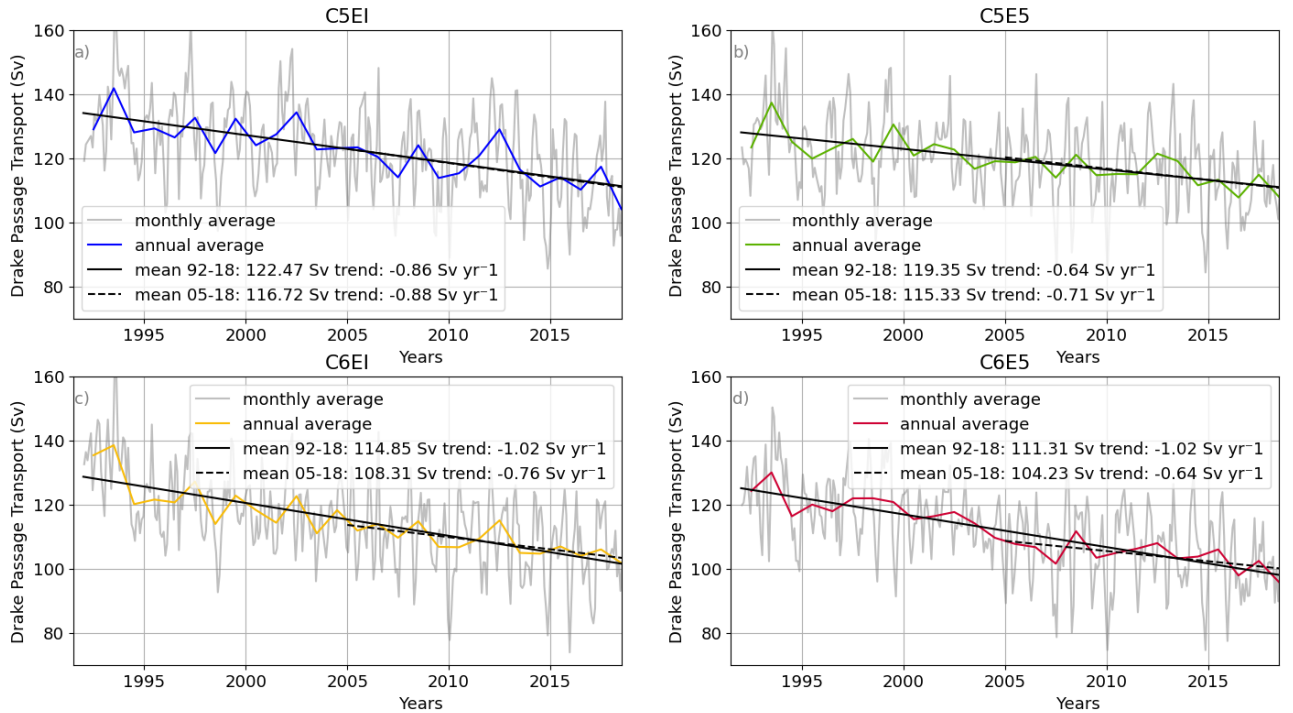 C5EI
a)
Drake Passage Transport (Sv)
160
140
120
100
80
monthly average
annual average
mean 92-18: 122.47 Sv trend: -0.86 Sv yr⁻1
mean 05-18: 116.72 Sv trend: -0.88 Sv yr⁻1
1995
2000
2005
2010
2015
Years
C5E5
b)
Drake Passage Transport (Sv)
160
140
120
100
80
monthly average
annual average
mean 92-18: 119.35 Sv trend: -0.64 Sv yr⁻1
mean 05-18: 115.33 Sv trend: -0.71 Sv yr⁻1
1995
2000
2005
2010
2015
Years
C6EI
c)
Drake Passage Transport (Sv)
160
140
120
100
80
monthly average
annual average
mean 92-18: 114.85 Sv trend: -1.02 Sv yr⁻1
mean 05-18: 108.31 Sv trend: -0.76 Sv yr⁻1
1995
2000
2005
2010
2015
Years
C6E5
d)
Drake Passage Transport (Sv)
160
140
120
100
80
monthly average
annual average
mean 92-18: 111.31 Sv trend: -1.02 Sv yr⁻1
mean 05-18: 104.23 Sv trend: -0.64 Sv yr⁻1
1995
2000
2005
2010
2015
Years